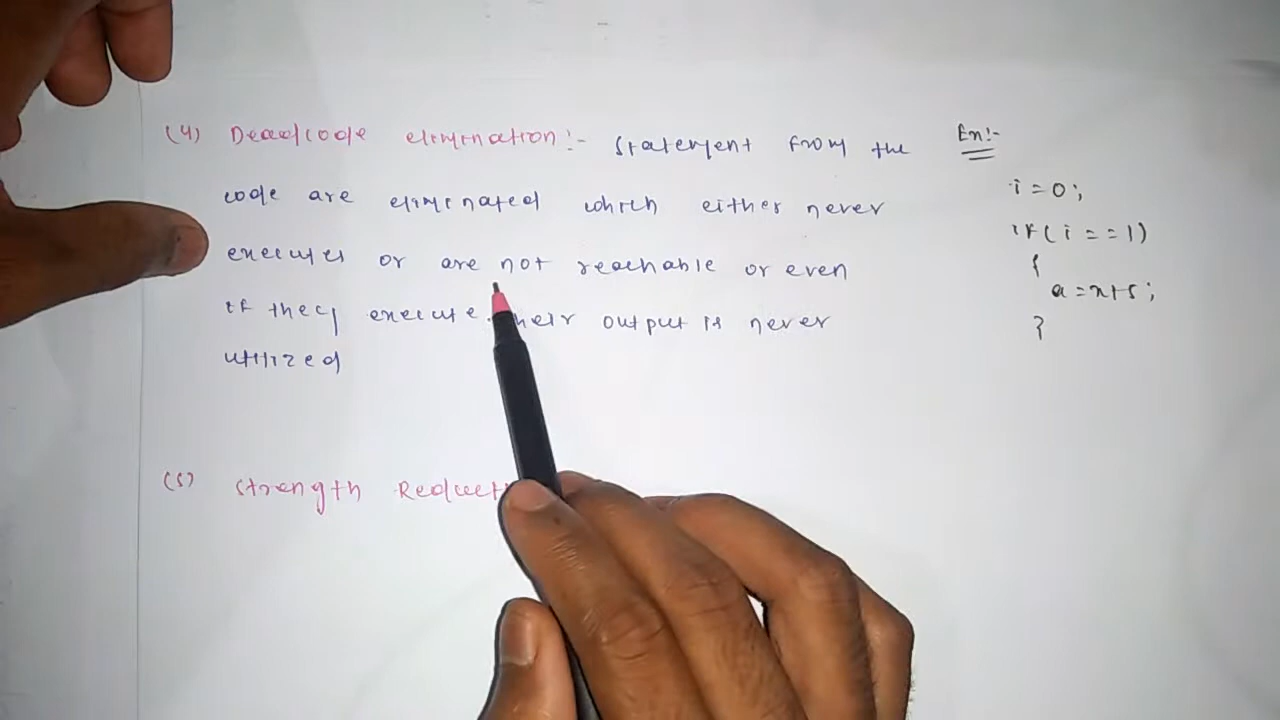 (4) Deadcode elimination:- statement from the
code are eliminated which either never
executes or are not reachable or even
if they execute their output is never
utilized
Ex:-
i=0;
if(i==1)
{
a=x+5;
}
(5) Strength Reducti